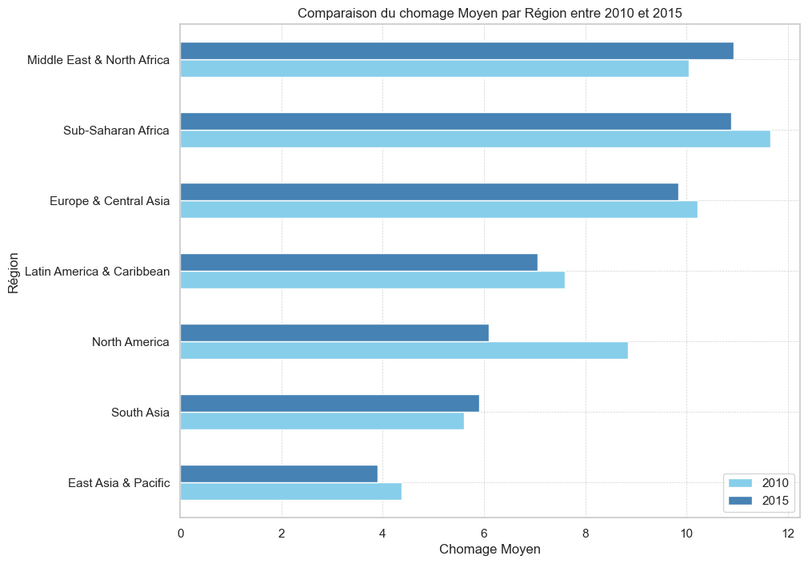 Comparaison du chomage Moyen par Région entre 2010 et 2015
Région
Middle East & North Africa
Sub-Saharan Africa
Europe & Central Asia
Latin America & Caribbean
North America
South Asia
East Asia & Pacific
2010
2015
0 2 4 6 8 10 12
Chomage Moyen